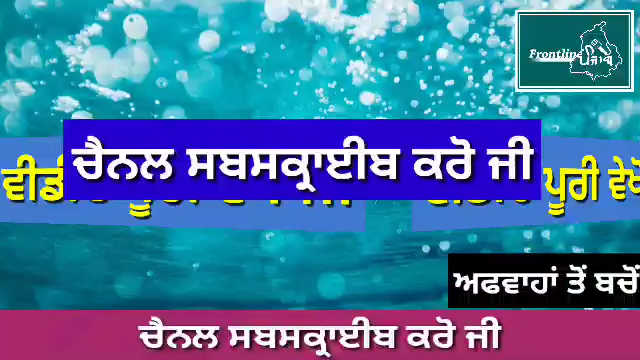 Frontline
ਪੰਜਾਬ
ਚੈਨਲ ਸਬਸਕ੍ਰਾਈਬ ਕਰੋ ਜੀ
ਪੂਰੀ ਵੇਖੋ
ਅਫਵਾਹਾਂ ਤੋਂ ਬਚੋਂ
ਚੈਨਲ ਸਬਸਕ੍ਰਾਈਬ ਕਰੋ ਜੀ